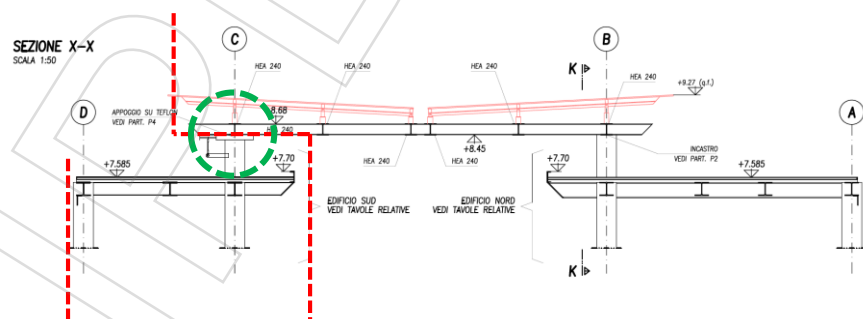 SEZIONE X-X
SCALA 1:50
C
B
D
A
HEA 240
HEA 240
HEA 240
HEA 240
K
+9.27 (q.f.)
APPOGGIO SU TEFLON
VEDI PART. P4
8.68
240
+8.45
HEA 240
HEA 240
INCASTRO
VEDI PART. P2
+7.585
+7.70
+7.70
+7.585
EDIFICIO SUD
VEDI TAVOLE RELATIVE
EDIFICIO NORD
VEDI TAVOLE RELATIVE
K